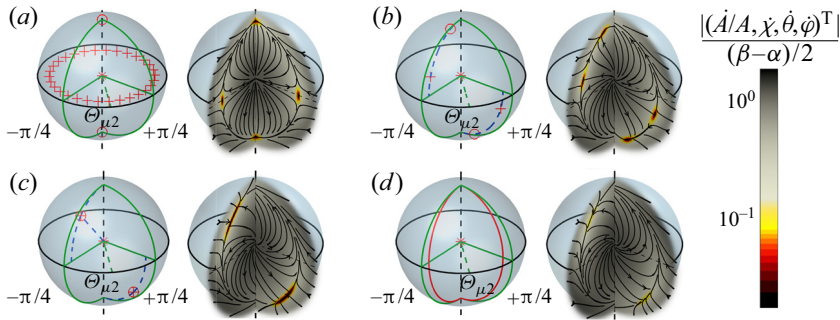 (a)
(b)
|(Ȧ/A, χ̇, θ̇, φ̇)ᵀ|
(β−α)/2
10⁰
10⁻¹
Θμ2
−π/4
+π/4
Θμ2
−π/4
+π/4
(c)
(d)
Θμ2
−π/4
+π/4
Θμ2
−π/4
+π/4